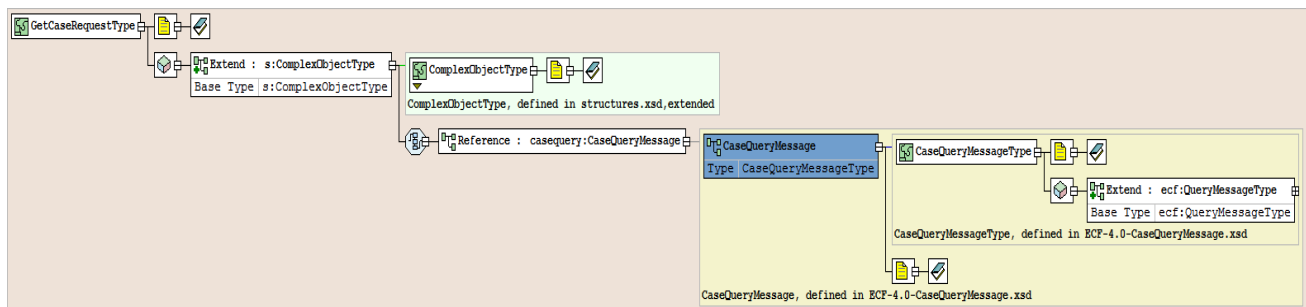 GetCaseRequestType
Extend : s:ComplexObjectType
Base Type s:ComplexObjectType
ComplexObjectType
ComplexObjectType, defined in structures.xsd,extended
Reference : casequery:CaseQueryMessage
CaseQueryMessage
Type CaseQueryMessageType
CaseQueryMessageType
Extend : ecf:QueryMessageType
Base Type ecf:QueryMessageType
CaseQueryMessageType, defined in ECF-4.0-CaseQueryMessage.xsd
CaseQueryMessage, defined in ECF-4.0-CaseQueryMessage.xsd